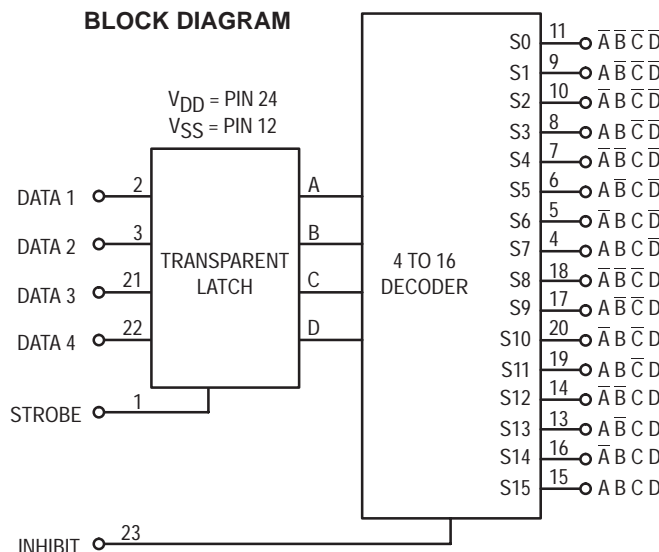 BLOCK DIAGRAM
VDD = PIN 24
VSS = PIN 12
DATA 1 2 A
DATA 2 3 B
DATA 3 21 C
DATA 4 22 D
TRANSPARENT
LATCH
STROBE 1
INHIBIT 23
4 TO 16
DECODER
S0 11 A̅ B̅ C̅ D̅
S1 9 A B̅ C̅ D̅
S2 10 A̅ B C̅ D̅
S3 8 A B C̅ D̅
S4 7 A̅ B̅ C D̅
S5 6 A B̅ C D̅
S6 5 A̅ B C D̅
S7 4 A B C D̅
S8 18 A̅ B̅ C̅ D
S9 17 A B̅ C̅ D
S10 20 A̅ B C̅ D
S11 19 A B C̅ D
S12 14 A̅ B̅ C D
S13 13 A B̅ C D
S14 16 A̅ B C D
S15 15 A B C D